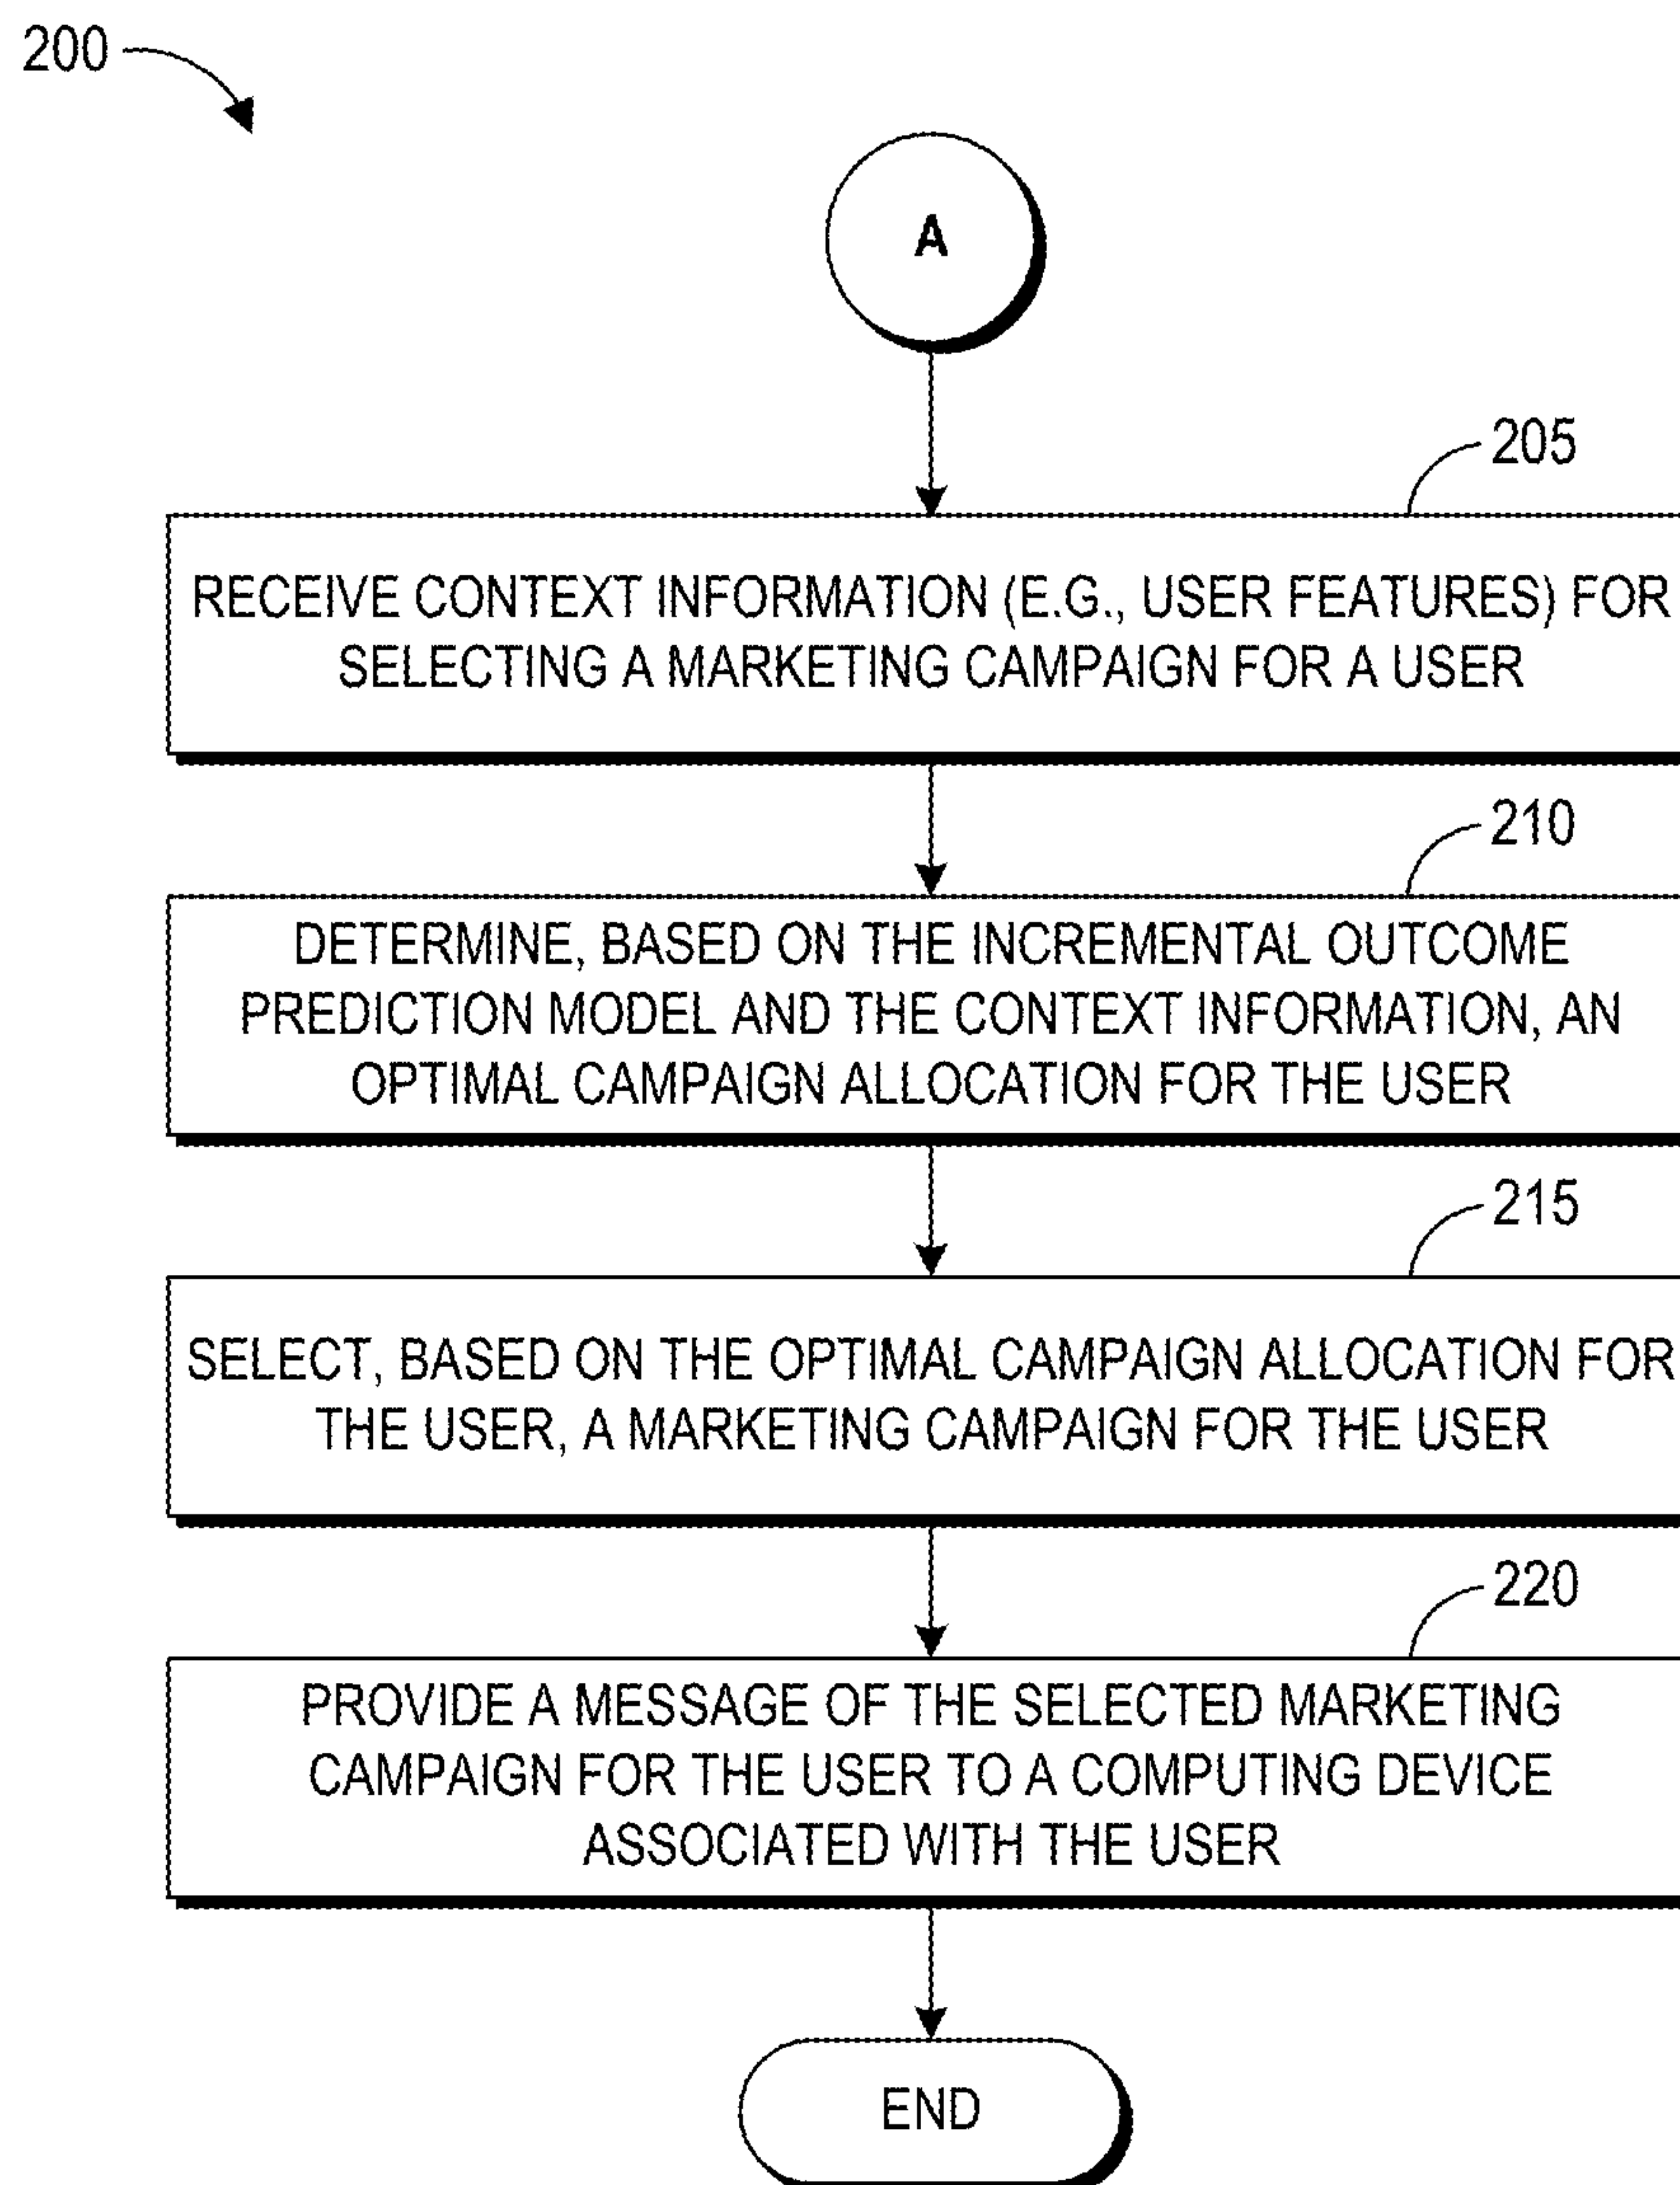 200
A
205
RECEIVE CONTEXT INFORMATION (E.G., USER FEATURES) FOR
SELECTING A MARKETING CAMPAIGN FOR A USER
210
DETERMINE, BASED ON THE INCREMENTAL OUTCOME
PREDICTION MODEL AND THE CONTEXT INFORMATION, AN
OPTIMAL CAMPAIGN ALLOCATION FOR THE USER
215
SELECT, BASED ON THE OPTIMAL CAMPAIGN ALLOCATION FOR
THE USER, A MARKETING CAMPAIGN FOR THE USER
220
PROVIDE A MESSAGE OF THE SELECTED MARKETING
CAMPAIGN FOR THE USER TO A COMPUTING DEVICE
ASSOCIATED WITH THE USER
END